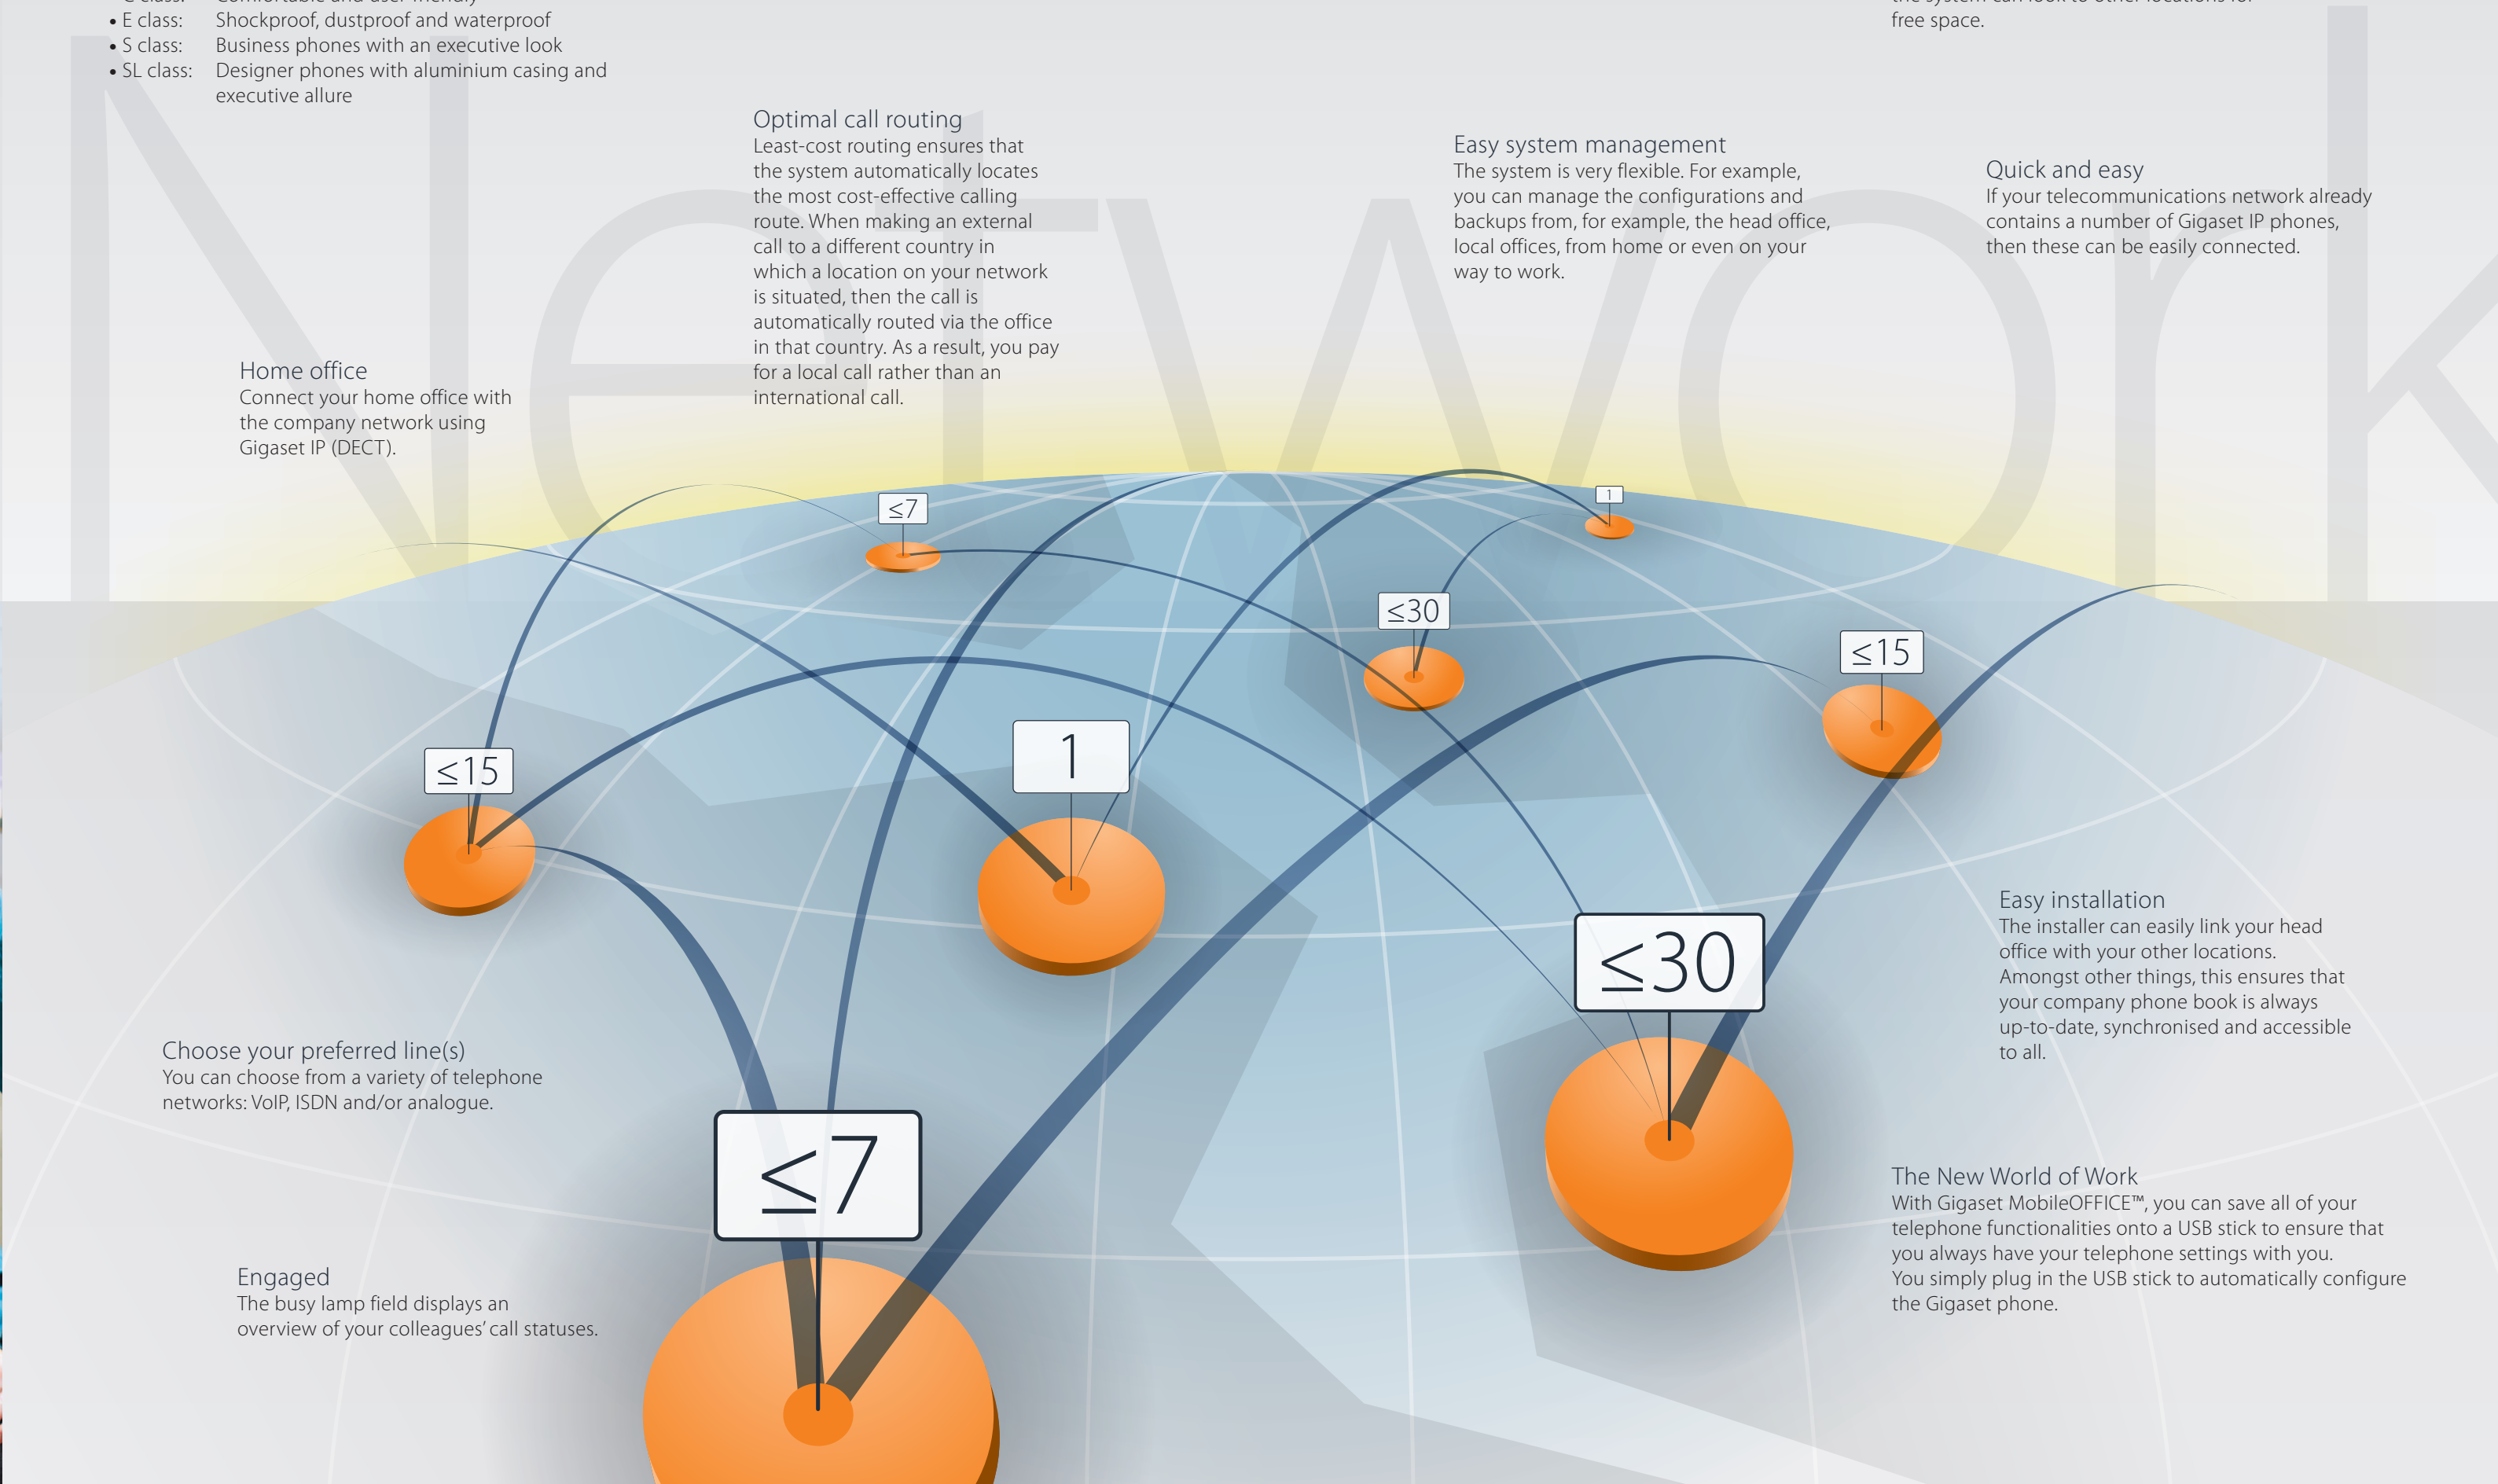 • E class: Shockproof, dustproof and waterproof
• S class: Business phones with an executive look
• SL class: Designer phones with aluminium casing and
executive allure
free space.
Network
Optimal call routing
Least-cost routing ensures that
the system automatically locates
the most cost-effective calling
route. When making an external
call to a different country in
which a location on your network
is situated, then the call is
automatically routed via the office
in that country. As a result, you pay
for a local call rather than an
international call.
Easy system management
The system is very flexible. For example,
you can manage the configurations and
backups from, for example, the head office,
local offices, from home or even on your
way to work.
Quick and easy
If your telecommunications network already
contains a number of Gigaset IP phones,
then these can be easily connected.
Home office
Connect your home office with
the company network using
Gigaset IP (DECT).
≤7
1
≤30
≤15
≤15
1
≤30
≤7
Easy installation
The installer can easily link your head
office with your other locations.
Amongst other things, this ensures that
your company phone book is always
up-to-date, synchronised and accessible
to all.
Choose your preferred line(s)
You can choose from a variety of telephone
networks: VoIP, ISDN and/or analogue.
The New World of Work
With Gigaset MobileOFFICE™, you can save all of your
telephone functionalities onto a USB stick to ensure that
you always have your telephone settings with you.
You simply plug in the USB stick to automatically configure
the Gigaset phone.
Engaged
The busy lamp field displays an
overview of your colleagues' call statuses.